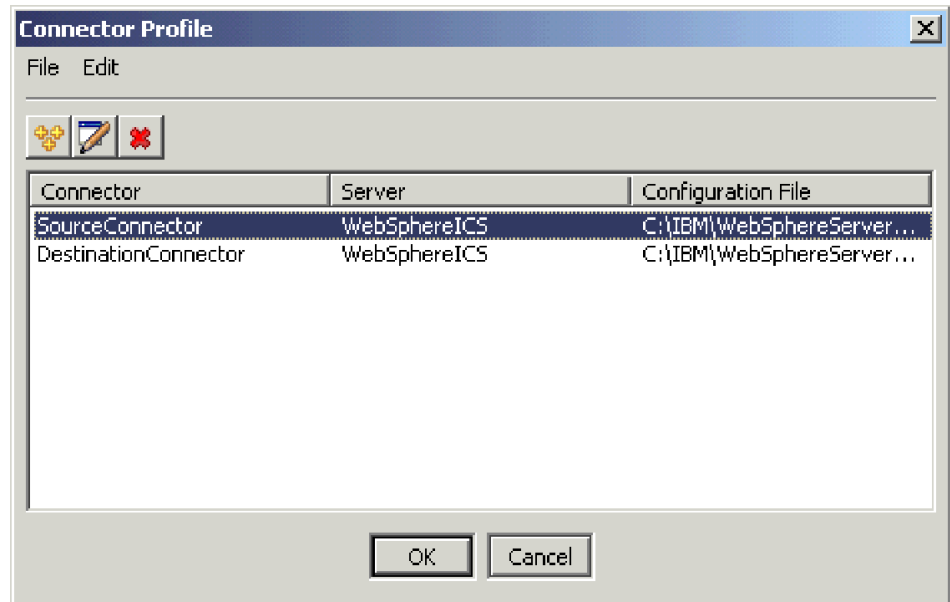 Connector Profile
File Edit
Connector Server Configuration File
SourceConnector WebSphereICS C:\IBM\WebSphereServer...
DestinationConnector WebSphereICS C:\IBM\WebSphereServer...
OK Cancel